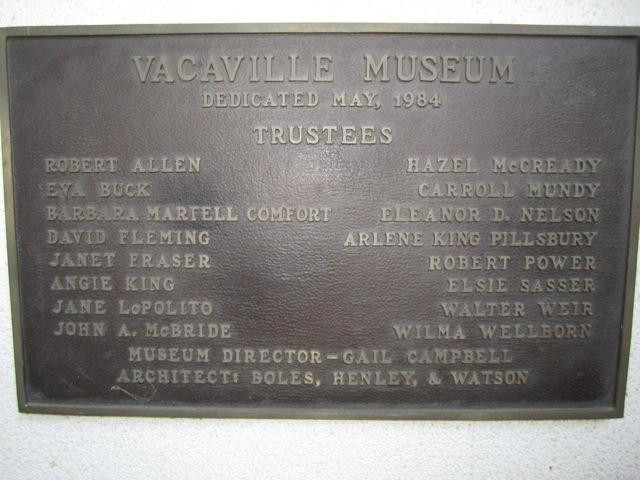 VACAVILLE MUSEUM
DEDICATED MAY, 1984
TRUSTEES
ROBERT ALLEN HAZEL McCREADY
EVA BUCK CARROLL MUNDY
BARBARA MARTELL COMFORT ELEANOR D. NELSON
DAVID FLEMING ARLENE KING PILLSBURY
JANET FRASER ROBERT POWER
ANGIE KING ELSIE SASSER
JANE LoPOLITO WALTER WEIR
JOHN A. McBRIDE WILMA WELLBORN
MUSEUM DIRECTOR - GAIL CAMPBELL
ARCHITECT: BOLES, HENLEY, & WATSON